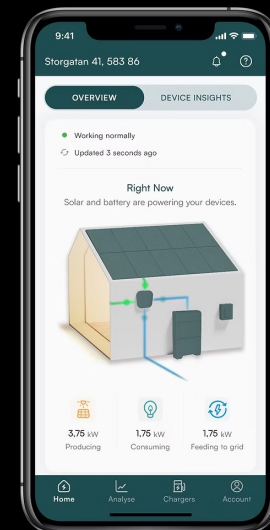 9:41
Storgatan 41, 583 86
OVERVIEW
DEVICE INSIGHTS
Working normally
Updated 3 seconds ago
Right Now
Solar and battery are powering your devices.
3,75 kW
1,75 kW
1,75 kW
Producing
Consuming
Feeding to grid
Home
Analyse
Chargers
Account